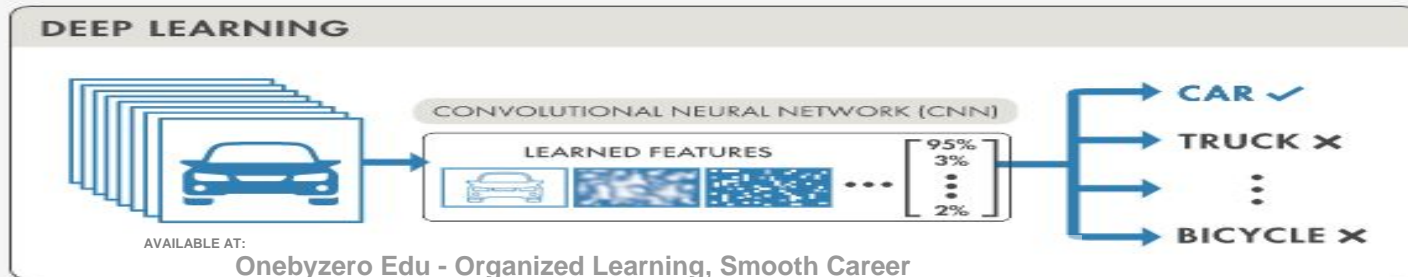 DEEP LEARNING
CONVOLUTIONAL NEURAL NETWORK (CNN)
LEARNED FEATURES
95%
3%
2%
CAR ✓
TRUCK ✕
BICYCLE ✕
AVAILABLE AT:
Onebyzero Edu - Organized Learning, Smooth Career